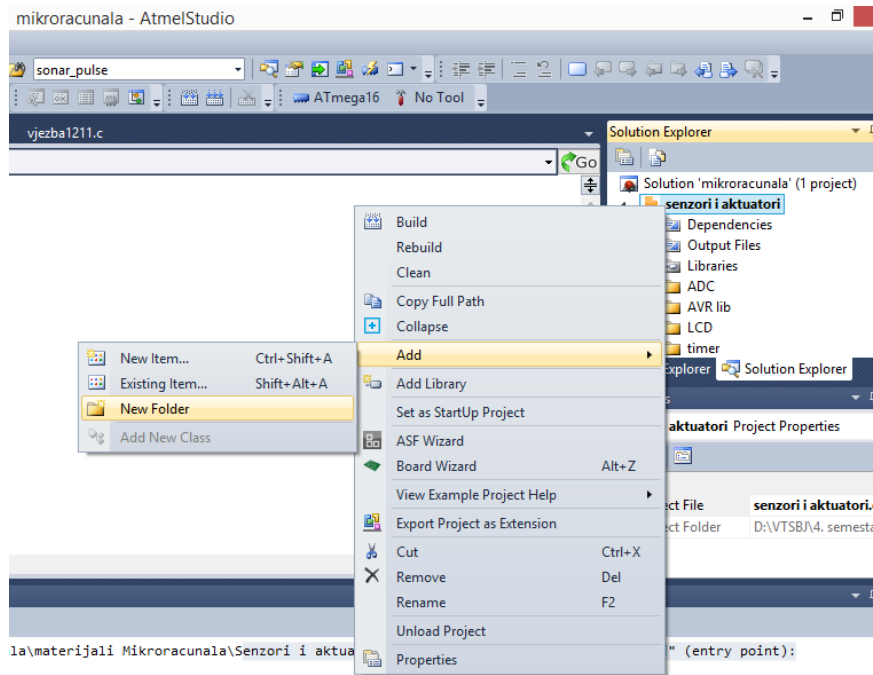 mikroracunala - AtmelStudio
sonar_pulse
ATmega16 No Tool
vjezba1211.c
Go
Solution Explorer
Solution 'mikroracunala' (1 project)
senzori i aktuatori
Dependencies
Output Files
Libraries
ADC
AVR lib
LCD
timer
Explorer Solution Explorer
Build
Rebuild
Clean
Copy Full Path
Collapse
Add
Add Library
Set as StartUp Project
ASF Wizard
Board Wizard Alt+Z
View Example Project Help
Export Project as Extension
Cut Ctrl+X
Remove Del
Rename F2
Unload Project
Properties
New Item... Ctrl+Shift+A
Existing Item... Shift+Alt+A
New Folder
Add New Class
aktuatori Project Properties
ct File senzori i aktuatori.
ct Folder D:\VTSBJ\4. semesta
la\materijali Mikroracunala\Senzori i aktua " (entry point):